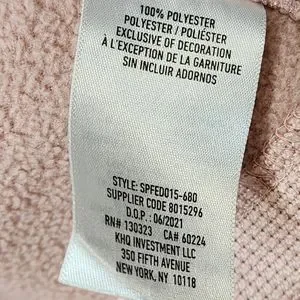 100% POLYESTER
POLYESTER / POLIÉSTER
EXCLUSIVE OF DECORATION
À L'EXCEPTION DE LA GARNITURE
SIN INCLUIR ADORNOS
STYLE: SPFED015-680
SUPPLIER CODE 8015296
D.O.P.: 06/2021
RN# 130323 CA# 60224
KHQ INVESTMENT LLC
350 FIFTH AVENUE
NEW YORK, NY 10118